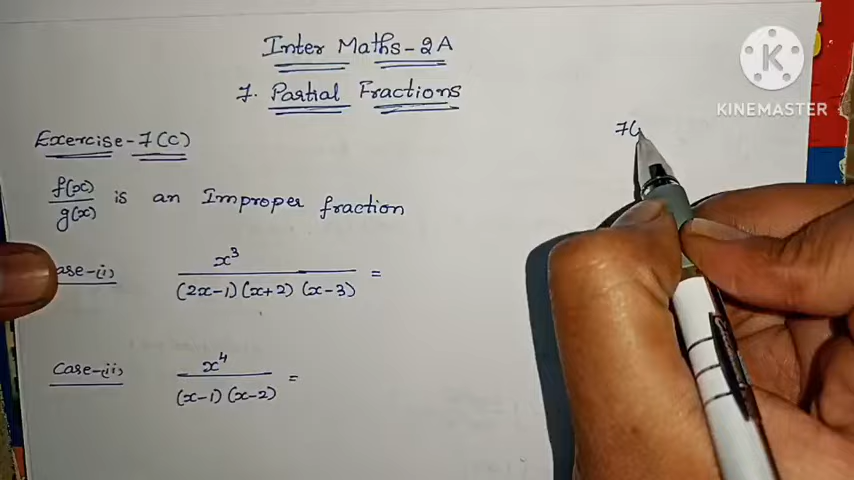 Inter Maths-2A
7. Partial Fractions
Exercise-7(C)
7(
f(x)/g(x) is an Improper fraction
ase-(i) x³/(2x-1)(x+2)(x-3) =
Case-(ii) x⁴/(x-1)(x-2) =
K
KINEMASTER